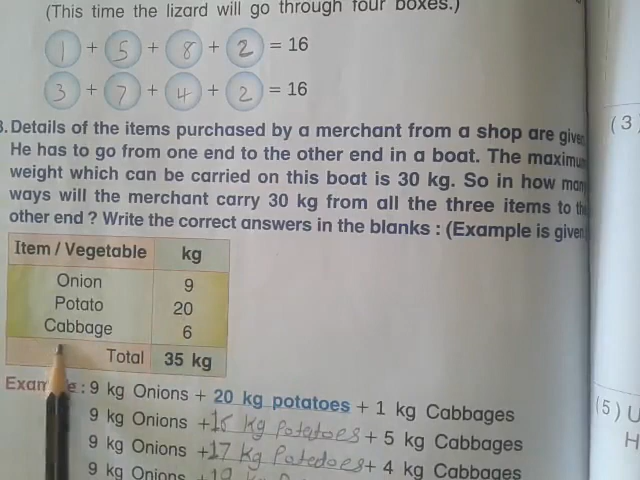 (This time the lizard will go through four boxes.)
1 + 5 + 8 + 2 = 16
3 + 7 + 4 + 2 = 16
3. Details of the items purchased by a merchant from a shop are given
He has to go from one end to the other end in a boat. The maximum
weight which can be carried on this boat is 30 kg. So in how many
ways will the merchant carry 30 kg from all the three items to the
other end ? Write the correct answers in the blanks : (Example is given
Item / Vegetable kg
Onion 9
Potato 20
Cabbage 6
Total 35 kg
Example : 9 kg Onions + 20 kg potatoes + 1 kg Cabbages
9 kg Onions + 16 kg Potatoes + 5 kg Cabbages
9 kg Onions + 17 kg Patedoes + 4 kg Cabbages
9 kg Onions +
(3)
(5) U
H